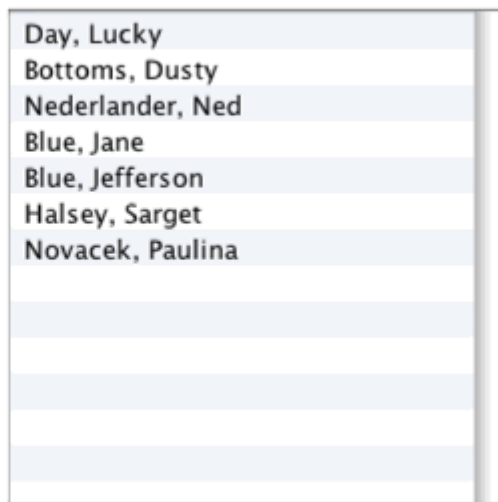 Day, Lucky
Bottoms, Dusty
Nederlander, Ned
Blue, Jane
Blue, Jefferson
Halsey, Sarget
Novacek, Paulina